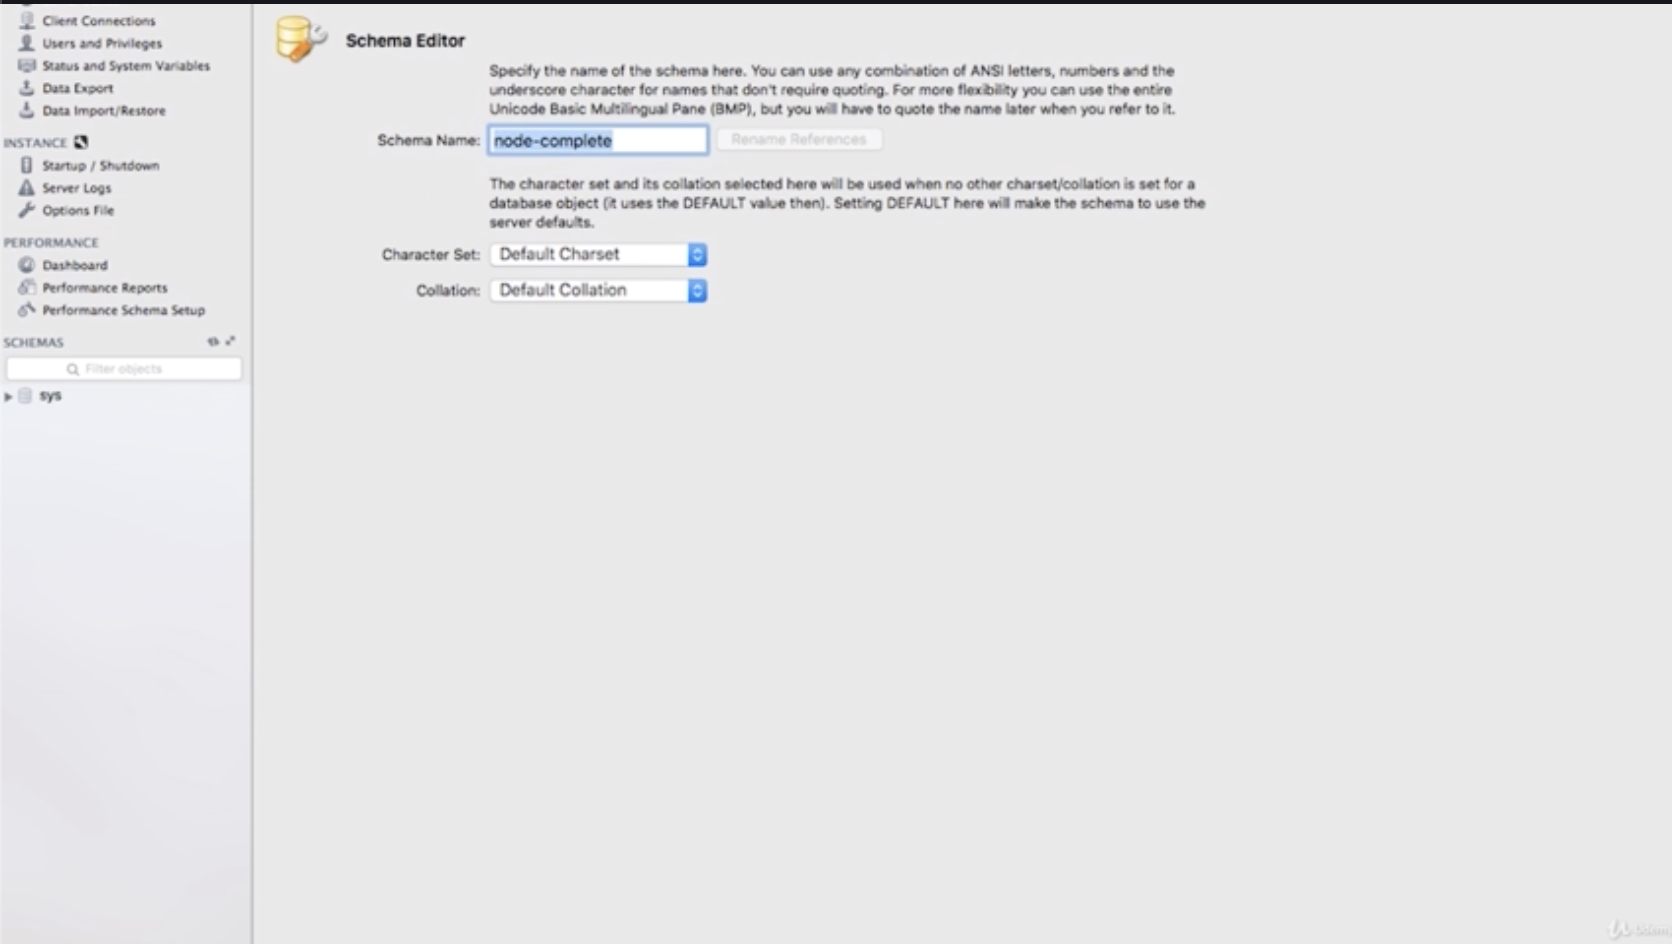 Client Connections
Users and Privileges
Status and System Variables
Data Export
Data Import/Restore
INSTANCE
Startup / Shutdown
Server Logs
Options File
PERFORMANCE
Dashboard
Performance Reports
Performance Schema Setup
SCHEMAS
Filter objects
sys
Schema Editor
Specify the name of the schema here. You can use any combination of ANSI letters, numbers and the
underscore character for names that don't require quoting. For more flexibility you can use the entire
Unicode Basic Multilingual Pane (BMP), but you will have to quote the name later when you refer to it.
Schema Name: node-complete Rename References
The character set and its collation selected here will be used when no other charset/collation is set for a
database object (it uses the DEFAULT value then). Setting DEFAULT here will make the schema to use the
server defaults.
Character Set: Default Charset
Collation: Default Collation